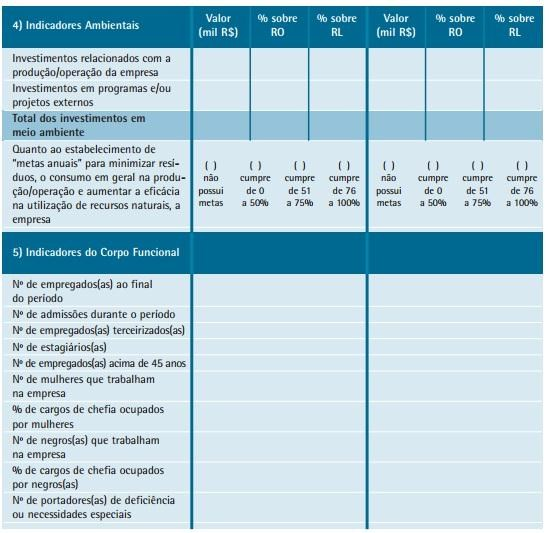 4) Indicadores Ambientais
Valor (mil R$) % sobre RO % sobre RL Valor (mil R$) % sobre RO % sobre RL
Investimentos relacionados com a
produção/operação da empresa
Investimentos em programas e/ou
projetos externos
Total dos investimentos em
meio ambiente
Quanto ao estabelecimento de
"metas anuais" para minimizar resí-
duos, o consumo em geral na produ-
ção/operação e aumentar a eficácia
na utilização de recursos naturais, a
empresa
( ) ( ) ( ) ( ) ( ) ( ) ( ) ( )
não cumpre cumpre cumpre não cumpre cumpre cumpre
possui de 0 de 51 de 76 possui de 0 de 51 de 76
metas a 50% a 75% a 100% metas a 50% a 75% a 100%
5) Indicadores do Corpo Funcional
Nº de empregados(as) ao final
do período
Nº de admissões durante o período
Nº de empregados(as) terceirizados(as)
Nº de estagiários(as)
Nº de empregados(as) acima de 45 anos
Nº de mulheres que trabalham
na empresa
% de cargos de chefia ocupados
por mulheres
Nº de negros(as) que trabalham
na empresa
% de cargos de chefia ocupados
por negros(as)
Nº de portadores(as) de deficiência
ou necessidades especiais